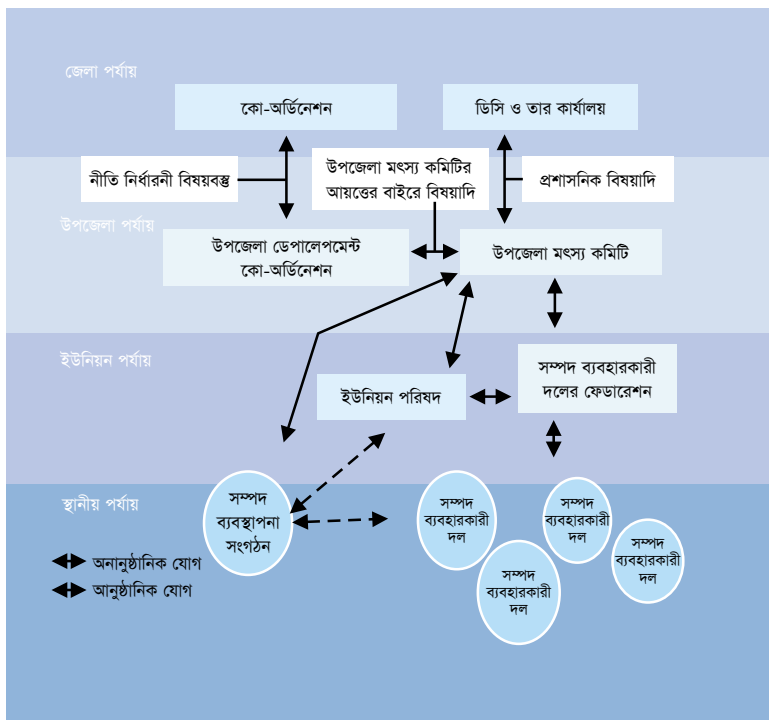 জেলা পর্যায়
কো-অর্ডিনেশন
ডিসি ও তার কার্যালয়
নীতি নির্ধারনী বিষয়বস্তু
উপজেলা মৎস্য কমিটির
আয়ত্তের বাইরে বিষয়াদি
প্রশাসনিক বিষয়াদি
উপজেলা পর্যায়
উপজেলা ডেপালেপমেন্ট
কো-অর্ডিনেশন
উপজেলা মৎস্য কমিটি
ইউনিয়ন পর্যায়
সম্পদ ব্যবহারকারী
দলের ফেডারেশন
ইউনিয়ন পরিষদ
স্থানীয় পর্যায়
সম্পদ
ব্যবস্থাপনা
সংগঠন
সম্পদ
ব্যবহারকারী
দল
সম্পদ
ব্যবহারকারী
দল
সম্পদ
ব্যবহারকারী
দল
সম্পদ
ব্যবহারকারী
দল
অনানুষ্ঠানিক যোগ
আনুষ্ঠানিক যোগ